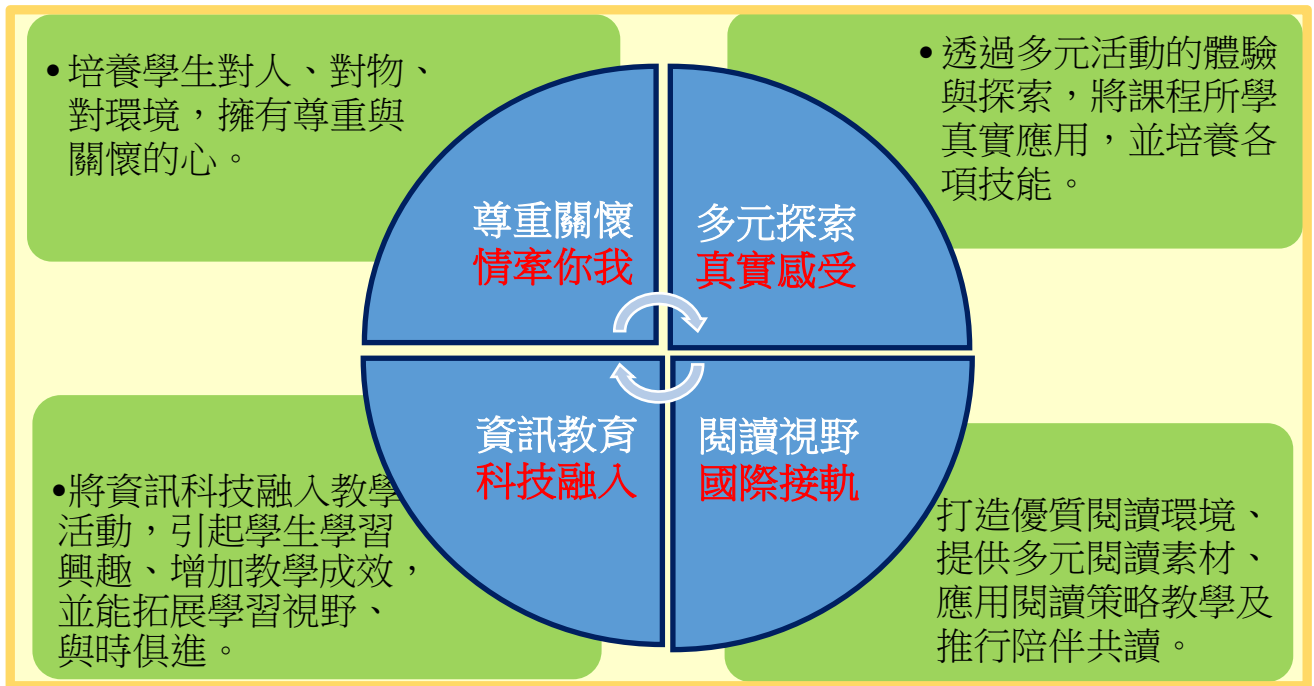 •培養學生對人、對物、
對環境，擁有尊重與
關懷的心。
•透過多元活動的體驗
與探索，將課程所學
真實應用，並培養各
項技能。
尊重關懷
情牽你我
多元探索
真實感受
資訊教育
科技融入
閱讀視野
國際接軌
•將資訊科技融入教學
活動，引起學生學習
興趣、增加教學成效，
並能拓展學習視野、
與時俱進。
打造優質閱讀環境、
提供多元閱讀素材、
應用閱讀策略教學及
推行陪伴共讀。